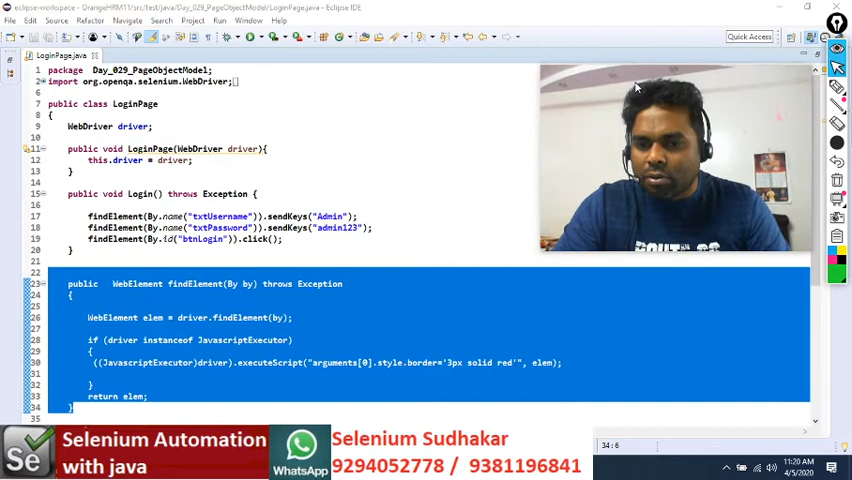 eclipse-workspace - OrangeHRM11/src/test/java/Day_029_PageObjectModel/LoginPage.java - Eclipse IDE
File Edit Source Refactor Navigate Search Project Run Window Help
Quick Access
LoginPage.java
1 package Day_029_PageObjectModel;
2 import org.openqa.selenium.WebDriver;
6
7 public class LoginPage
8 {
9 WebDriver driver;
10
11 public void LoginPage(WebDriver driver){
12 this.driver = driver;
13 }
14
15 public void Login() throws Exception {
16
17 findElement(By.name("txtUsername")).sendKeys("Admin");
18 findElement(By.name("txtPassword")).sendKeys("admin123");
19 findElement(By.id("btnLogin")).click();
20 }
21
22
23 public WebElement findElement(By by) throws Exception
24 {
25
26 WebElement elem = driver.findElement(by);
27
28 if (driver instanceof JavascriptExecutor)
29 {
30 ((JavascriptExecutor)driver).executeScript("arguments[0].style.border='3px solid red'", elem);
31
32 }
33 return elem;
34 }
35
34 : 6
Se
Selenium Automation
with java
WhatsApp
Selenium Sudhakar
9294052778 / 9381196841
11:20 AM
4/5/2020